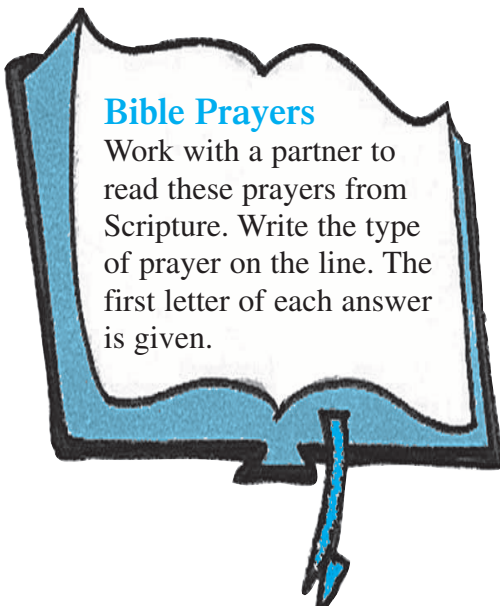 Bible Prayers
Work with a partner to
read these prayers from
Scripture. Write the type
of prayer on the line. The
first letter of each answer
is given.